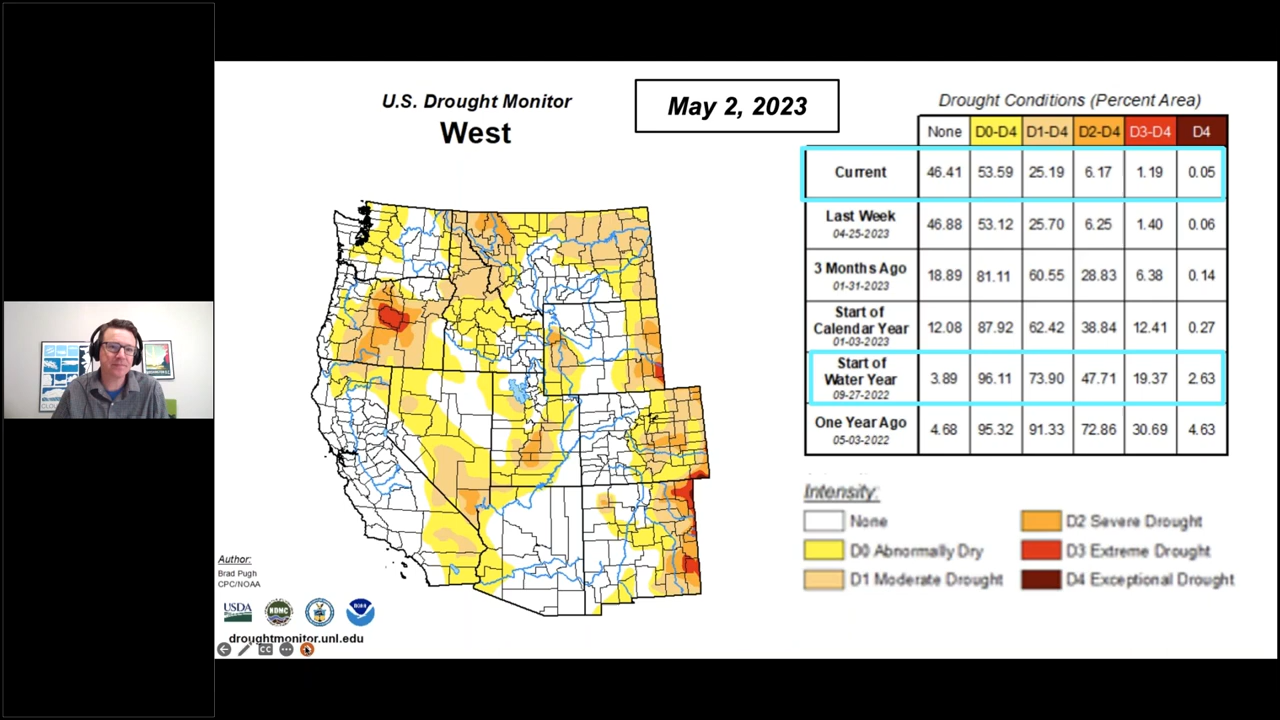 U.S. Drought Monitor
West
May 2, 2023
Drought Conditions (Percent Area)
None D0-D4 D1-D4 D2-D4 D3-D4 D4
Current 46.41 53.59 25.19 6.17 1.19 0.05
Last Week
04-25-2023 46.88 53.12 25.70 6.25 1.40 0.06
3 Months Ago
01-31-2023 18.89 81.11 60.55 28.83 6.38 0.14
Start of
Calendar Year
01-03-2023 12.08 87.92 62.42 38.84 12.41 0.27
Start of
Water Year
09-27-2022 3.89 96.11 73.90 47.71 19.37 2.63
One Year Ago
05-03-2022 4.68 95.32 91.33 72.86 30.69 4.63
Intensity:
None
D0 Abnormally Dry
D1 Moderate Drought
D2 Severe Drought
D3 Extreme Drought
D4 Exceptional Drought
Author:
Brad Pugh
CPC/NOAA
USDA
NDMC
NOAA
droughtmonitor.unl.edu
CC